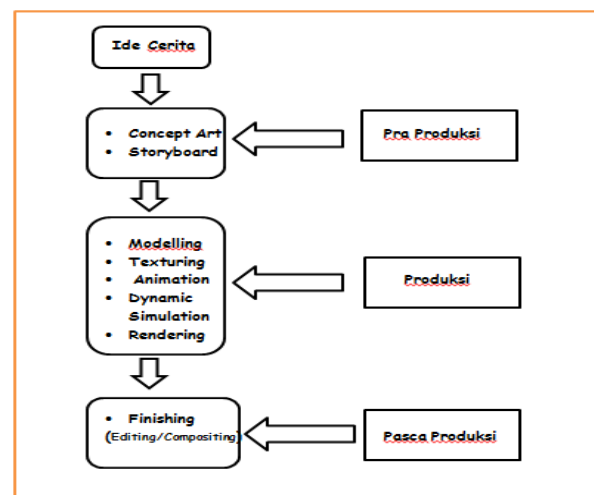 Ide Cerita
• Concept Art
• Storyboard
Pra Produksi
• Modelling
• Texturing
• Animation
• Dynamic
Simulation
• Rendering
Produksi
• Finishing
(Editing/Compositing)
Pasca Produksi